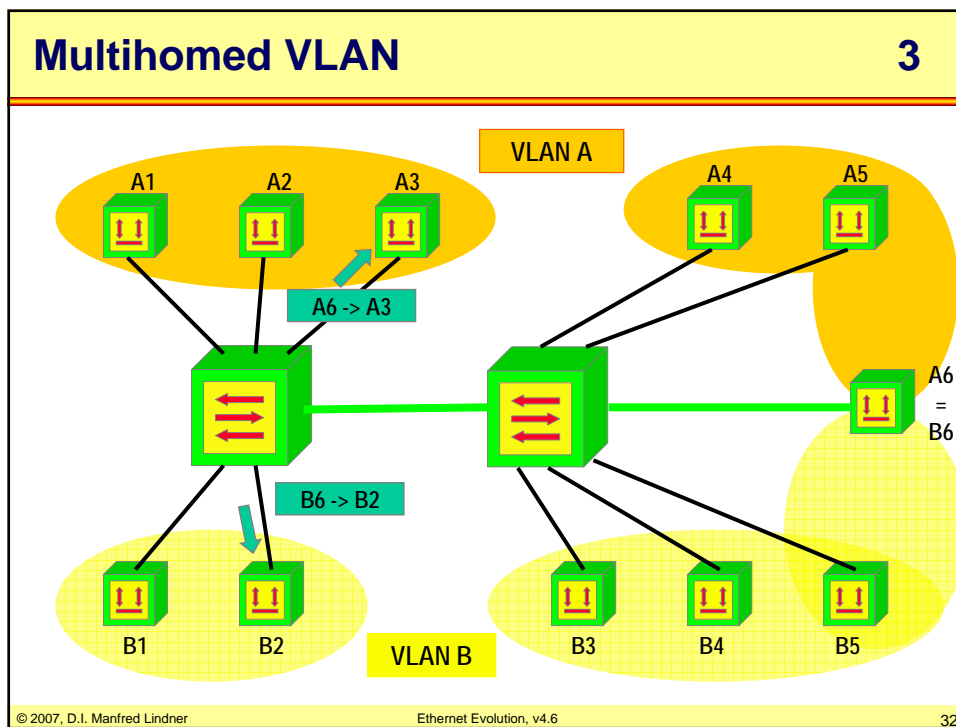 Multihomed VLAN 3
VLAN A
A1 A2 A3 A4 A5
A6 -> A3
A6
=
B6
B6 -> B2
B1 B2 B3 B4 B5
VLAN B
© 2007, D.I. Manfred Lindner Ethernet Evolution, v4.6 32